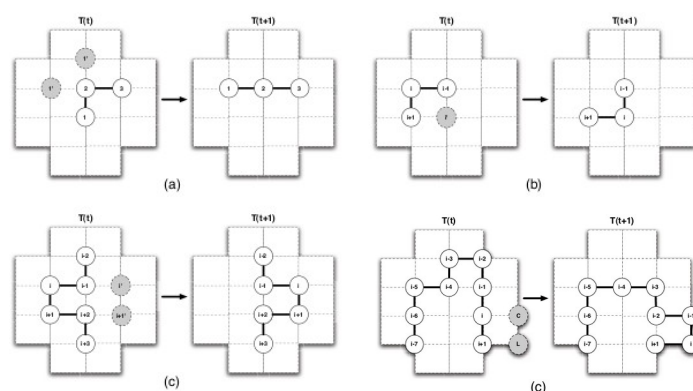 T(t) T(t+1)
1'
1' 2 3 1 2 3
1
(a)
T(t) T(t+1)
i i-1 i-1
i+1 i' i+1 i
(b)
T(t) T(t+1)
i-2 i-2
i i-1 i' i-1 i
i+1 i+2 i+1' i+2 i+1
i+3 i+3
(c)
T(t) T(t+1)
i-3 i-2
i-5 i-4 i-1 i-5 i-4 i-3
i-6 i C i-6 i-2 i-1
i-7 i+1 L i-7 i+1
(c)